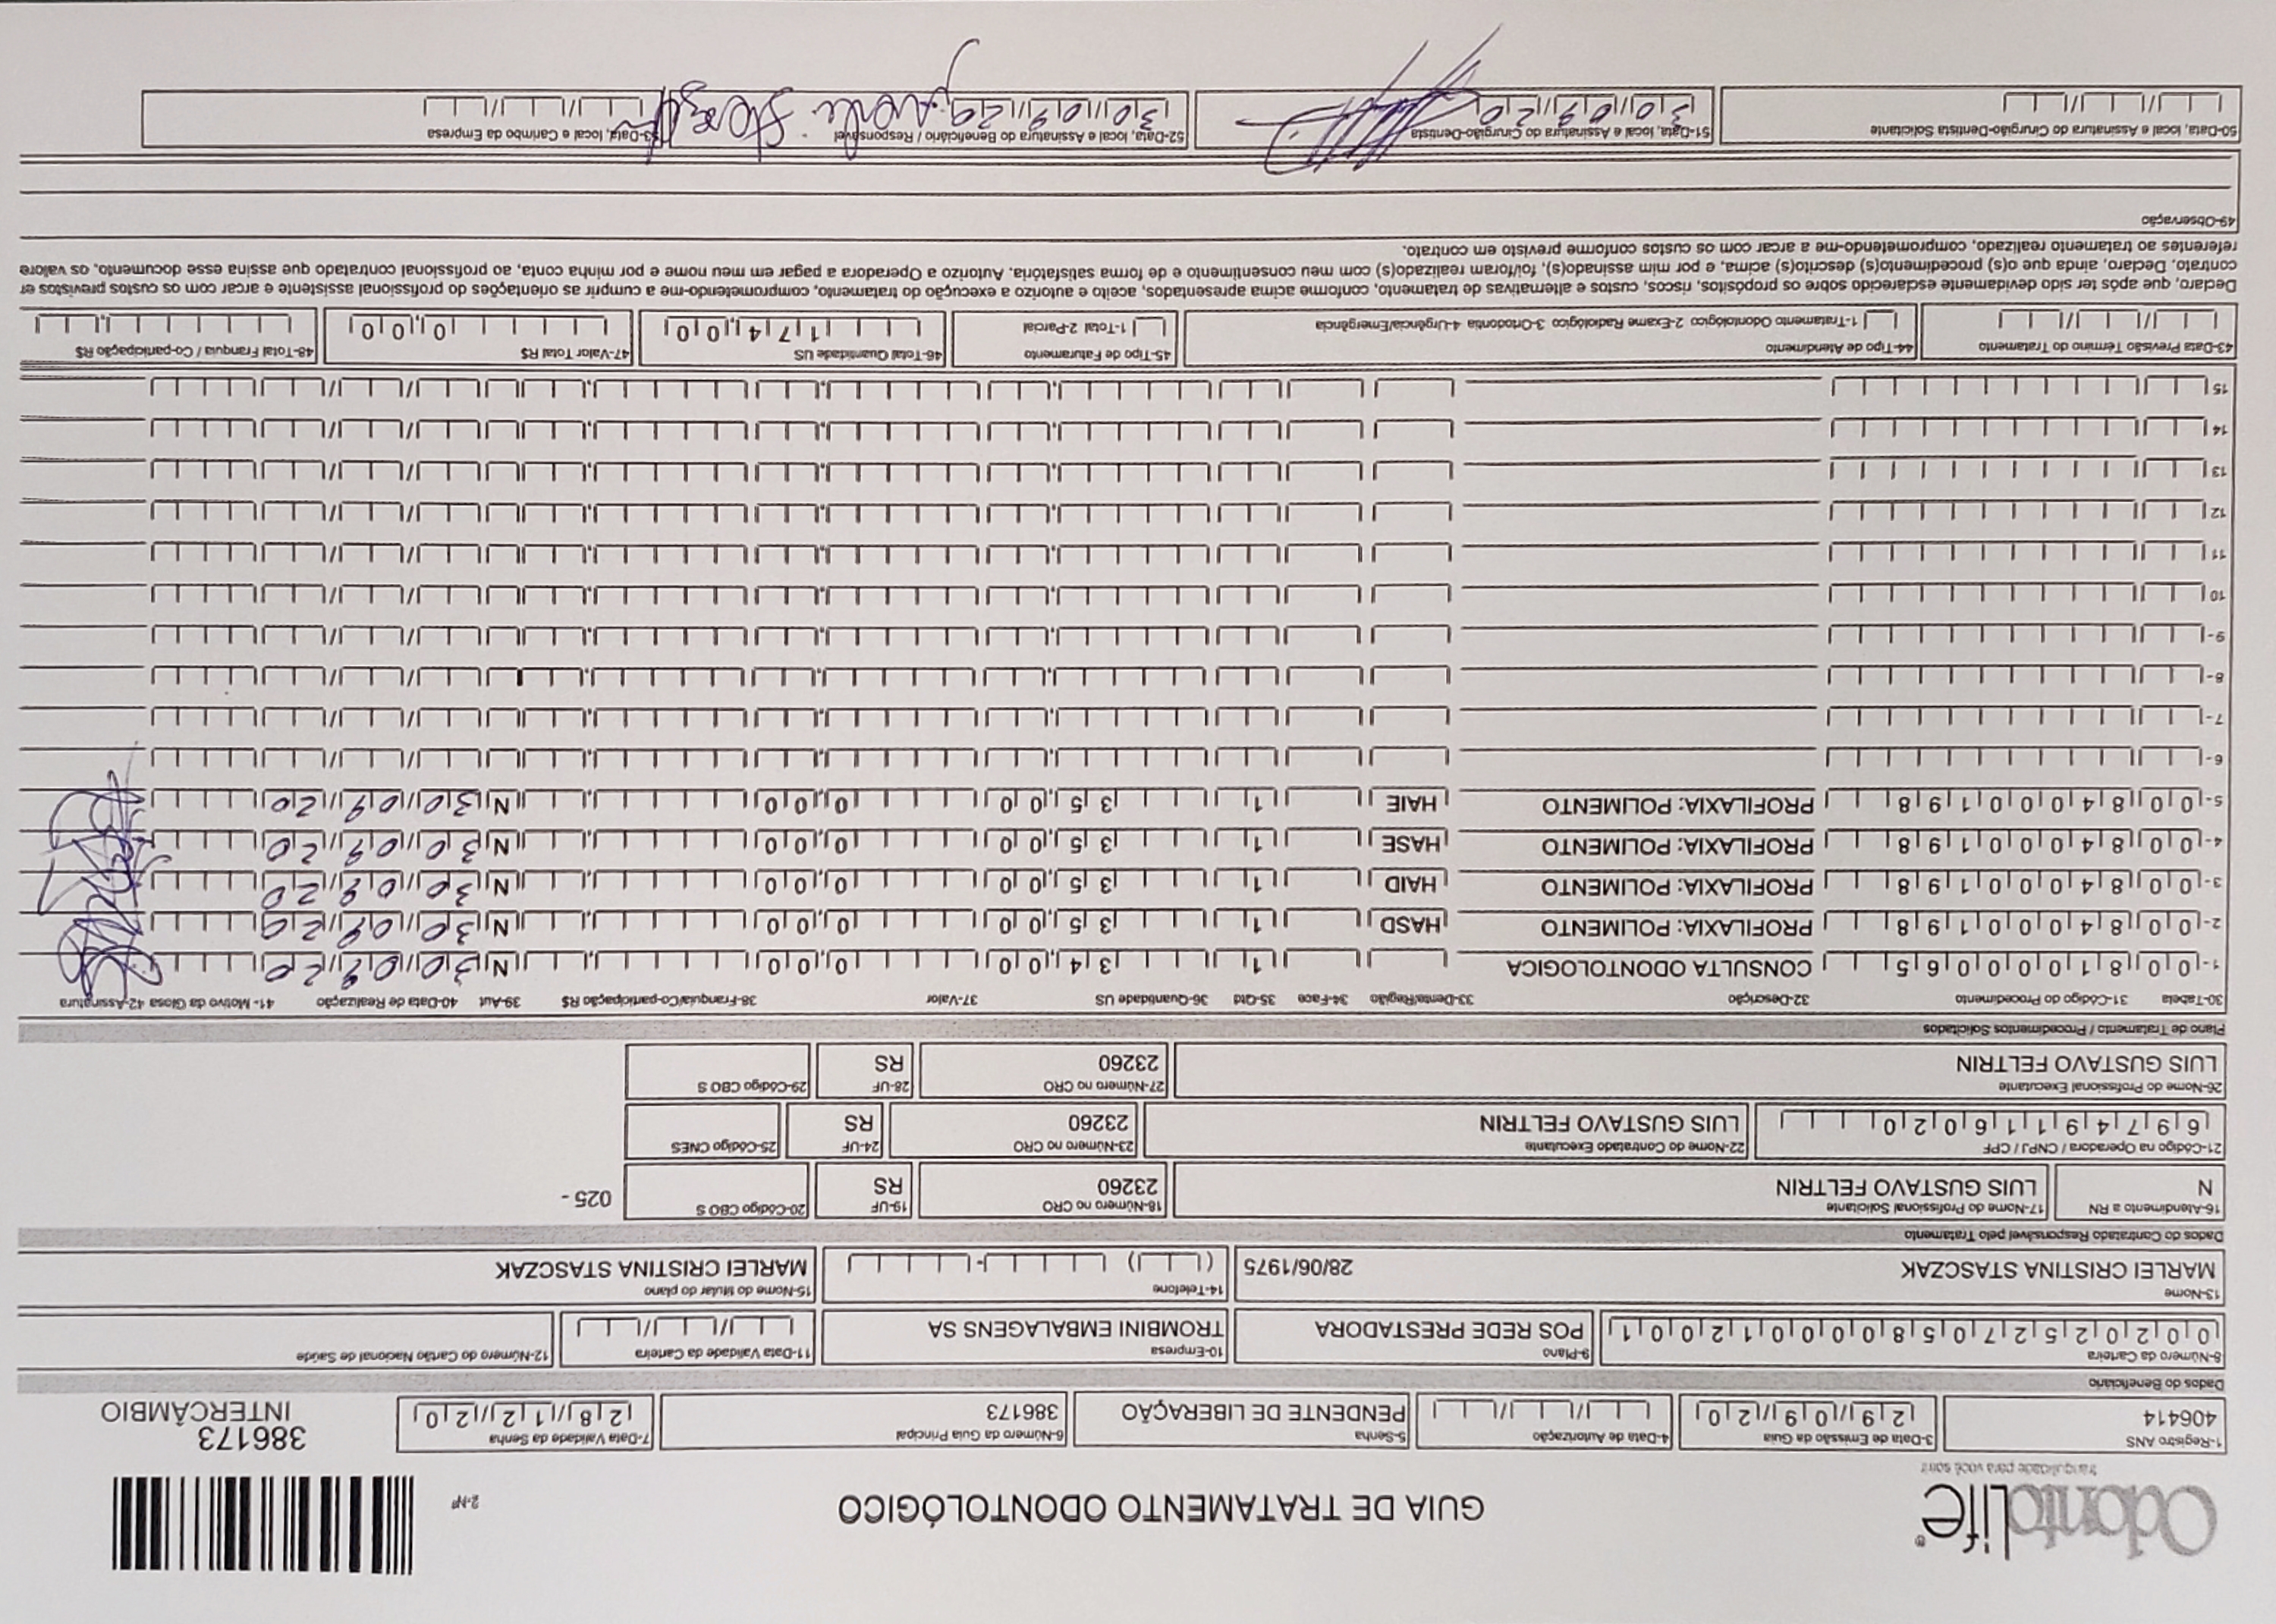 OdontoLife®
tranquilidade para você sorrir
GUIA DE TRATAMENTO ODONTOLÓGICO
2-Nº
386173
INTERCÂMBIO
1-Registro ANS
406414
3-Data de Emissão da Guia
29/09/20
4-Data de Autorização
5-Senha
PENDENTE DE LIBERAÇÃO
6-Número da Guia Principal
386173
7-Data Validade da Senha
28/12/20
Dados do Beneficiário
8-Número da Carteira
00202527058000012001
9-Plano
POS REDE PRESTADORA
10-Empresa
TROMBINI EMBALAGENS SA
11-Data Validade da Carteira
12-Número do Cartão Nacional de Saúde
13-Nome
MARLEI CRISTINA STASCZAK
28/06/1975
14-Telefone
15-Nome do titular do plano
MARLEI CRISTINA STASCZAK
Dados do Contratado Responsável pelo Tratamento
16-Atendimento a RN
N
17-Nome do Profissional Solicitante
LUIS GUSTAVO FELTRIN
18-Número no CRO
23260
19-UF
RS
20-Código CBO S
025 -
21-Código na Operadora / CNPJ / CPF
69749116020
22-Nome do Contratado Executante
LUIS GUSTAVO FELTRIN
23-Número no CRO
23260
24-UF
RS
25-Código CNES
26-Nome do Profissional Executante
LUIS GUSTAVO FELTRIN
27-Número no CRO
23260
28-UF
RS
29-Código CBO S
Plano de Tratamento / Procedimentos Solicitados
30-Tabela 31-Código do Procedimento 32-Descrição 33-Dente/Região 34-Face 35-Qtd 36-Quantidade US 37-Valor 38-Franquia/Co-participação R$ 39-Aut 40-Data de Realização 41- Motivo da Glosa 42-Assinatura
1- 00 81000065 CONSULTA ODONTOLOGICA 1 34,00 0,00 N 30/09/20
2- 00 84000198 PROFILAXIA: POLIMENTO HASD 1 35,00 0,00 N 30/09/20
3- 00 84000198 PROFILAXIA: POLIMENTO HAID 1 35,00 0,00 N 30/09/20
4- 00 84000198 PROFILAXIA: POLIMENTO HASE 1 35,00 0,00 N 30/09/20
5- 00 84000198 PROFILAXIA: POLIMENTO HAIE 1 35,00 0,00 N 30/09/20
6-
7-
8-
9-
10
11
12
13
14
15
43-Data Previsão Término do Tratamento
44-Tipo de Atendimento
1-Tratamento Odontológico 2-Exame Radiológico 3-Ortodontia 4-Urgência/Emergência
45-Tipo de Faturamento
1-Total 2-Parcial
46-Total Quantidade US
174,00
47-Valor Total R$
0,00
48-Total Franquia / Co-participação R$
Declaro, que após ter sido devidamente esclarecido sobre os propósitos, riscos, custos e alternativas de tratamento, conforme acima apresentados, aceito e autorizo a execução do tratamento, comprometendo-me a cumprir as orientações do profissional assistente e arcar com os custos previstos er
contrato. Declaro, ainda que o(s) procedimento(s) descrito(s) acima, e por mim assinado(s), foi/foram realizado(s) com meu consentimento e de forma satisfatória. Autorizo a Operadora a pagar em meu nome e por minha conta, ao profissional contratado que assina esse documento, os valore
referentes ao tratamento realizado, comprometendo-me a arcar com os custos conforme previsto em contrato.
49-Observação
50-Data, local e Assinatura do Cirurgião-Dentista Solicitante
51-Data, local e Assinatura do Cirurgião-Dentista
30/09/20
52-Data, local e Assinatura do Beneficiário / Responsável
30/09/20
53-Data, local e Carimbo da Empresa